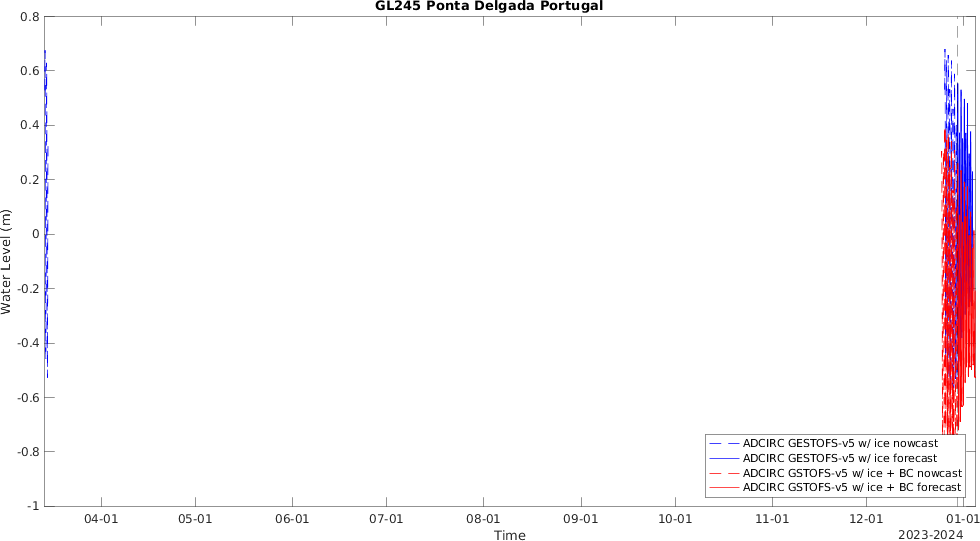 GL245 Ponta Delgada Portugal
0.8
0.6
0.4
0.2
0
-0.2
-0.4
-0.6
-0.8
-1
Water Level (m)
ADCIRC GESTOFS-v5 w/ ice nowcast
ADCIRC GESTOFS-v5 w/ ice forecast
ADCIRC GSTOFS-v5 w/ ice + BC nowcast
ADCIRC GSTOFS-v5 w/ ice + BC forecast
04-01 05-01 06-01 07-01 08-01 09-01 10-01 11-01 12-01 01-01
Time
2023-2024